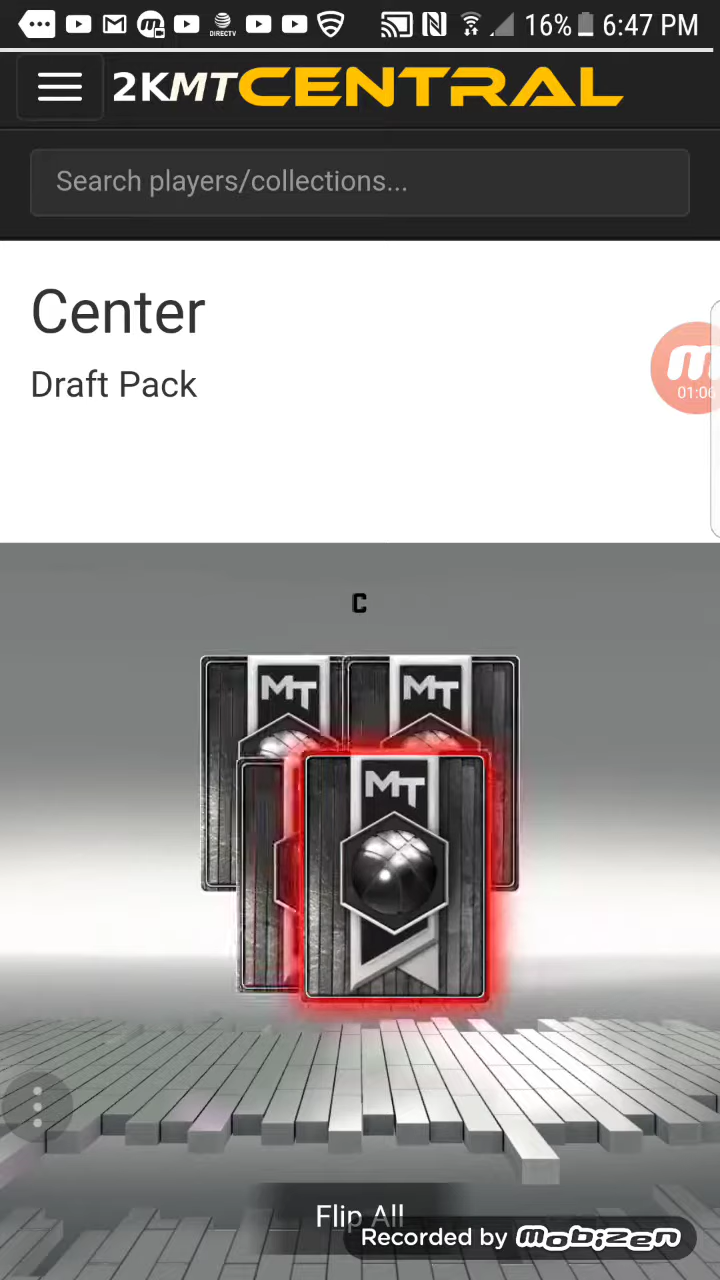 DIRECTV
16% 6:47 PM
2KMTCENTRAL
Search players/collections...
Center
Draft Pack
01:06
C
MT MT
MT
Flip All
Recorded by mobizen